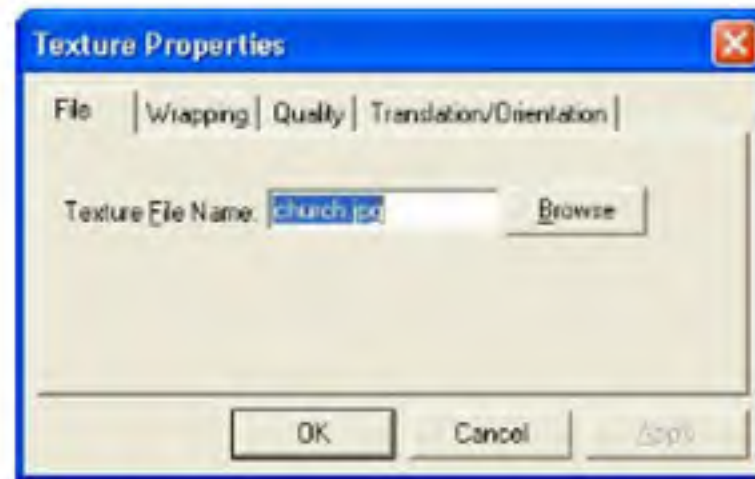 Texture Properties
File Wrapping Quality Translation/Orientation
Texture File Name: church.jpg Browse
OK Cancel Apply